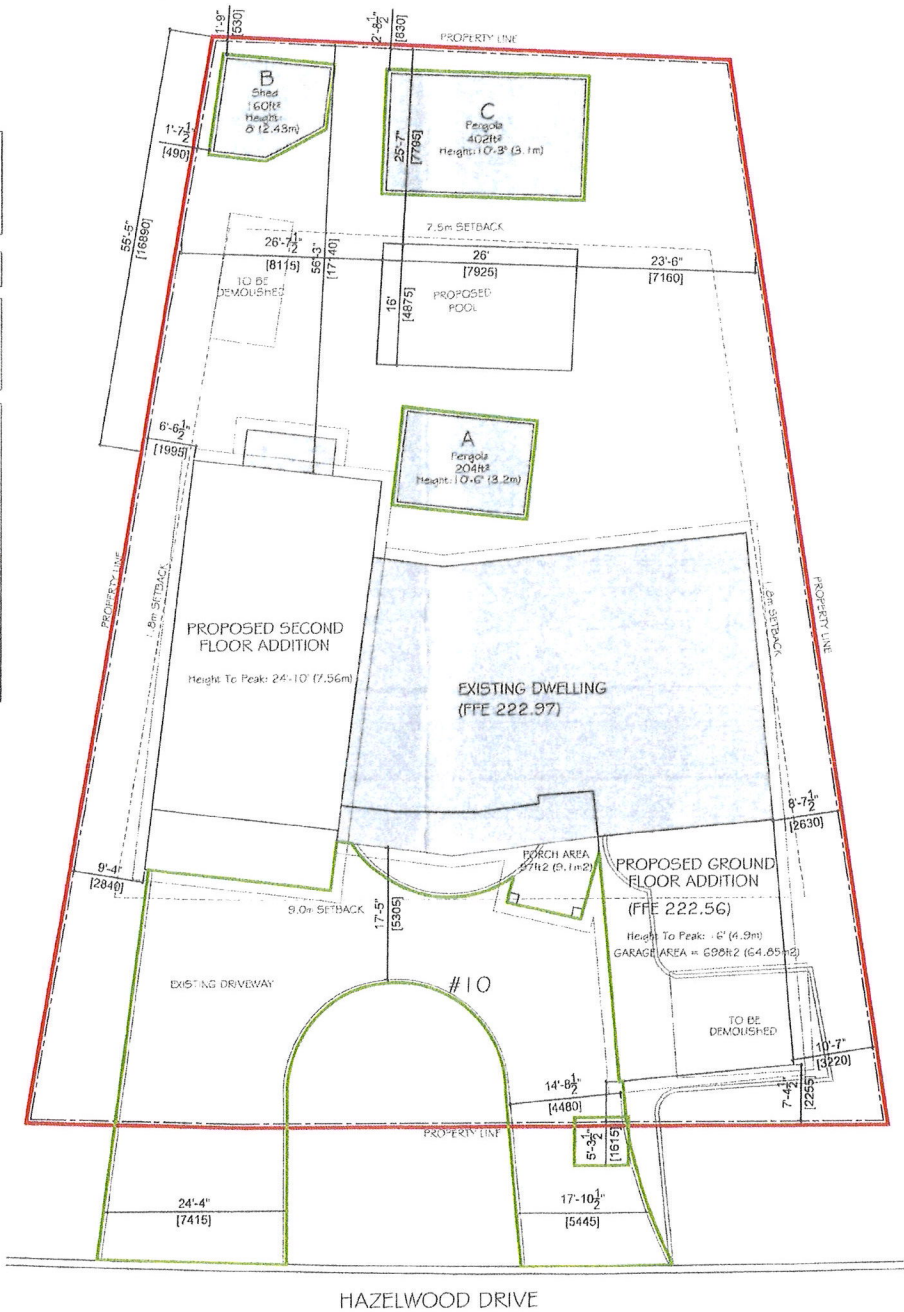 1'-9"
[530]
2'-8½"
[830]
PROPERTY LINE
B
Shed
160ft²
Height:
8' (2.43m)
C
Pergola
402ft²
Height: 10'-3" (3.1m)
1'-7½"
[490]
25'-7"
[7795]
55'-5"
[16890]
7.5m SETBACK
26'-7½"
[8115]
56'-3"
[17140]
26'
[7925]
23'-6"
[7160]
TO BE
DEMOLISHED
16'
[4875]
PROPOSED
POOL
A
Pergola
204ft²
Height: 10'-6" (3.2m)
6'-6½"
[1995]
PROPERTY LINE
1.8m SETBACK
1.8m SETBACK
PROPERTY LINE
PROPOSED SECOND
FLOOR ADDITION
Height To Peak: 24'-10" (7.56m)
EXISTING DWELLING
(FFE 222.97)
8'-7½"
[2630]
9'-4"
[2840]
PORCH AREA
97ft2 (9.1m2)
PROPOSED GROUND
FLOOR ADDITION
(FFE 222.56)
Height To Peak: 16' (4.9m)
GARAGE AREA = 698ft2 (64.85m2)
9.0m SETBACK
17'-5"
[5305]
EXISTING DRIVEWAY
#10
TO BE
DEMOLISHED
10'-7"
[3220]
14'-8½"
[4480]
7'-4½"
[2255]
PROPERTY LINE
5'-3½"
[1615]
24'-4"
[7415]
17'-10½"
[5445]
HAZELWOOD DRIVE